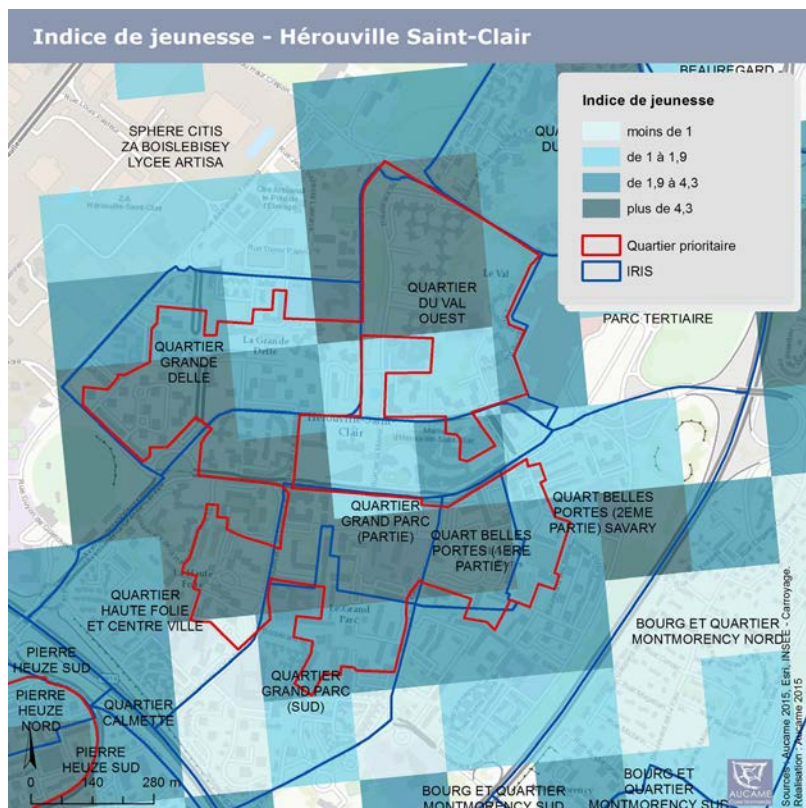 Indice de jeunesse - Hérouville Saint-Clair
BEAUREGARD -
Indice de jeunesse
moins de 1
de 1 à 1,9
de 1,9 à 4,3
plus de 4,3
Quartier prioritaire
IRIS
SPHERE CITIS
ZA BOISLEBISEY
LYCEE ARTISA
QUARTIER
DU VAL
OUEST
Le Val
PARC TERTIAIRE
QUARTIER
GRANDE
DELLE
La Grande
Delle
Hérouville-Saint-
Clair
QUARTIER
GRAND PARC
(PARTIE)
QUART BELLES
PORTES (1ERE
PARTIE)
QUART BELLES
PORTES (2EME
PARTIE) SAVARY
La Haute
Folie
QUARTIER
HAUTE FOLIE
ET CENTRE VILLE
Le Grand
Parc
QUARTIER
GRAND PARC
(SUD)
BOURG ET QUARTIER
MONTMORENCY NORD
PIERRE
HEUZE SUD
PIERRE
HEUZE
NORD
QUARTIER
CALMETTE
PIERRE
HEUZE SUD
0 140 280 m
BOURG ET QUARTIER
MONTMORENCY SUD
BOURG ET
QUARTIER
MONTMORENCY SUD
AUCAME
Sources : Aucame 2015, Esri, INSEE - Carroyage.
Réalisation : Aucame 2015